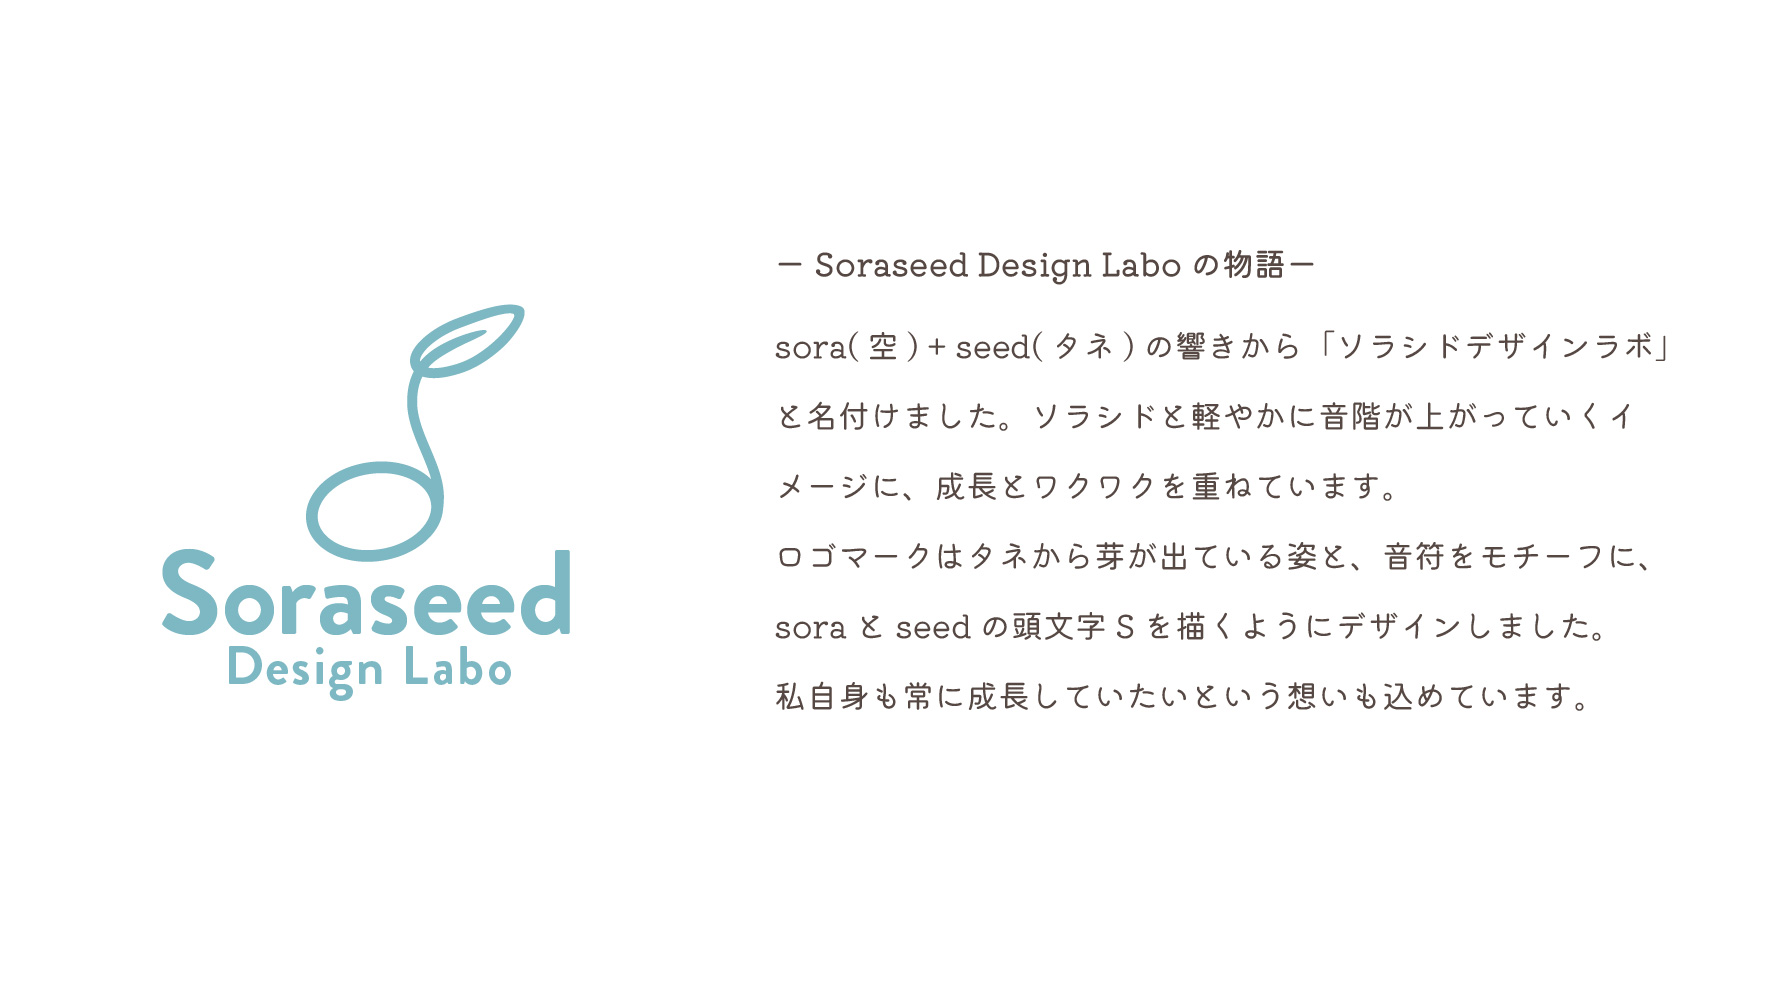 Soraseed
Design Labo
ー Soraseed Design Labo の物語ー
sora( 空 ) + seed( タネ ) の響きから「ソラシドデザインラボ」
と名付けました。ソラシドと軽やかに音階が上がっていくイ
メージに、成長とワクワクを重ねています。
ロゴマークはタネから芽が出ている姿と、音符をモチーフに、
sora と seed の頭文字 S を描くようにデザインしました。
私自身も常に成長していたいという想いも込めています。